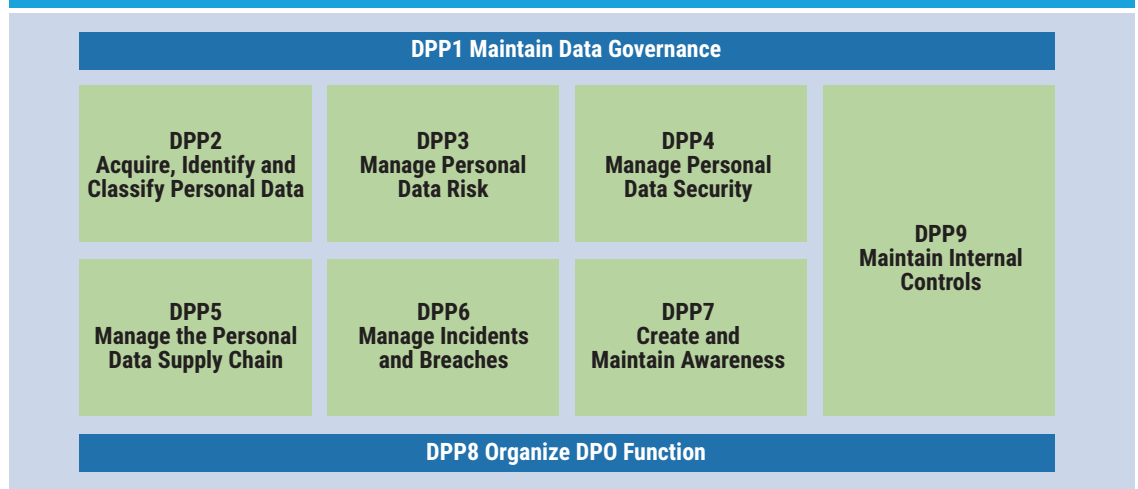 DPP1 Maintain Data Governance
DPP2
Acquire, Identify and
Classify Personal Data
DPP3
Manage Personal
Data Risk
DPP4
Manage Personal
Data Security
DPP9
Maintain Internal
Controls
DPP5
Manage the Personal
Data Supply Chain
DPP6
Manage Incidents
and Breaches
DPP7
Create and
Maintain Awareness
DPP8 Organize DPO Function